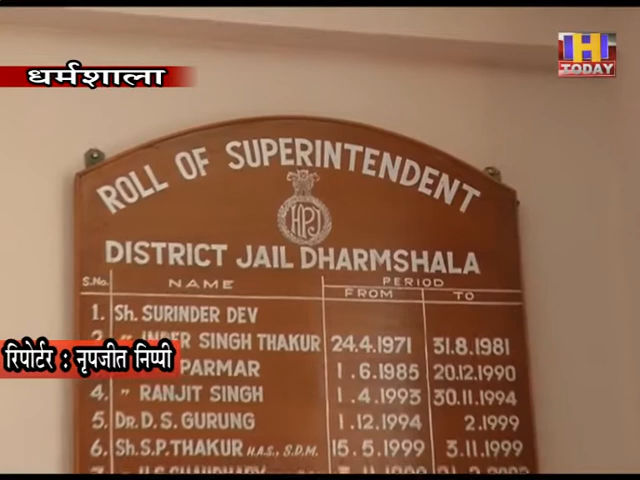 IHI
TODAY
धर्मशाला
ROLL OF SUPERINTENDENT
HPJ
DISTRICT JAIL DHARMSHALA
S.No. NAME PERIOD
FROM TO
1. SH. SURINDER DEV
INDER SINGH THAKUR 24.4.1971 31.8.1981
रिपोर्टर : नृपजीत निप्पी
PARMAR 1.6.1985 20.12.1990
4. " RANJIT SINGH 1.4.1993 30.11.1994
5. DR. D.S. GURUNG 1.12.1994 2.1999
6. SH. S.P. THAKUR H.A.S., S.D.M. 15.5.1999 3.11.1999